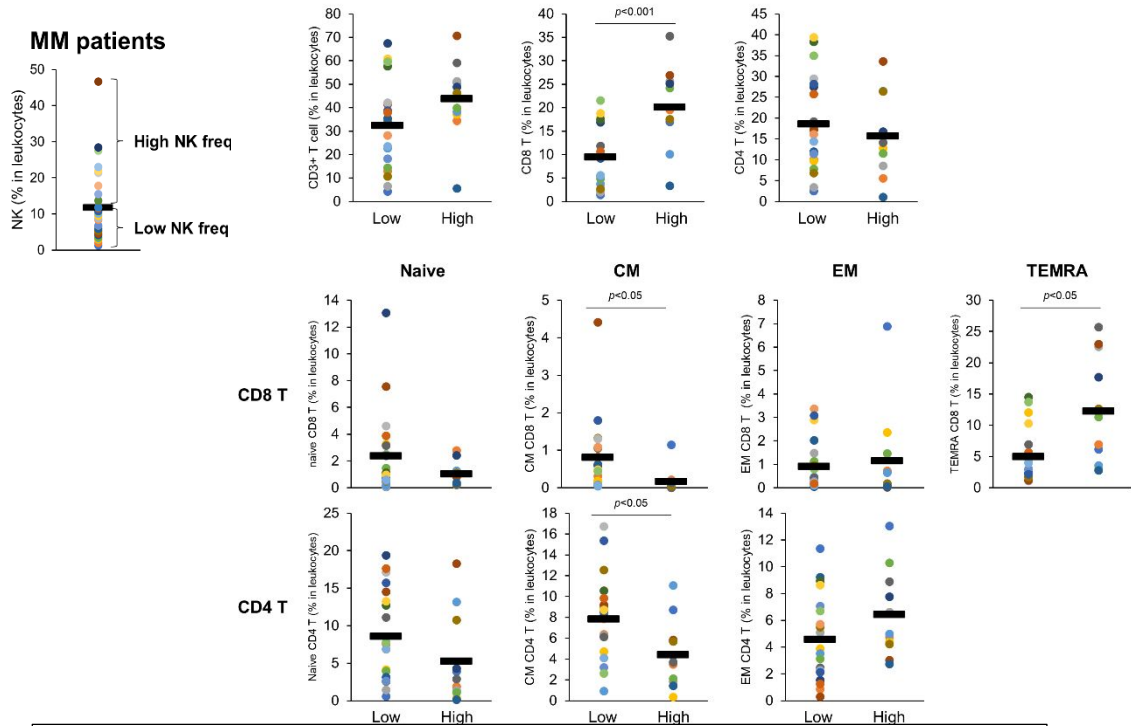 MM patients
NK (% in leukocytes)
50
40
30
20
10
0
High NK freq
Low NK freq
CD3+ T cell (% in leukocytes)
80
70
60
50
40
30
20
10
0
Low High
CD8 T (% in leukocytes)
p<0.001
40
35
30
25
20
15
10
5
0
Low High
CD4 T (% in leukocytes)
45
40
35
30
25
20
15
10
5
0
Low High
Naive
CM
EM
TEMRA
CD8 T
naive CD8 T (% in leukocytes)
14
12
10
8
6
4
2
0
CM CD8 T (% in leukocytes)
p<0.05
5
4
3
2
1
0
EM CD8 T (% in leukocytes)
8
7
6
5
4
3
2
1
0
TEMRA CD8 T (% in leukocytes)
p<0.05
30
25
20
15
10
5
0
Low High
CD4 T
Naive CD4 T (% in leukocytes)
25
20
15
10
5
0
Low High
CM CD4 T (% in leukocytes)
p<0.05
18
16
14
12
10
8
6
4
2
0
Low High
EM CD4 T (% in leukocytes)
14
12
10
8
6
4
2
0
Low High